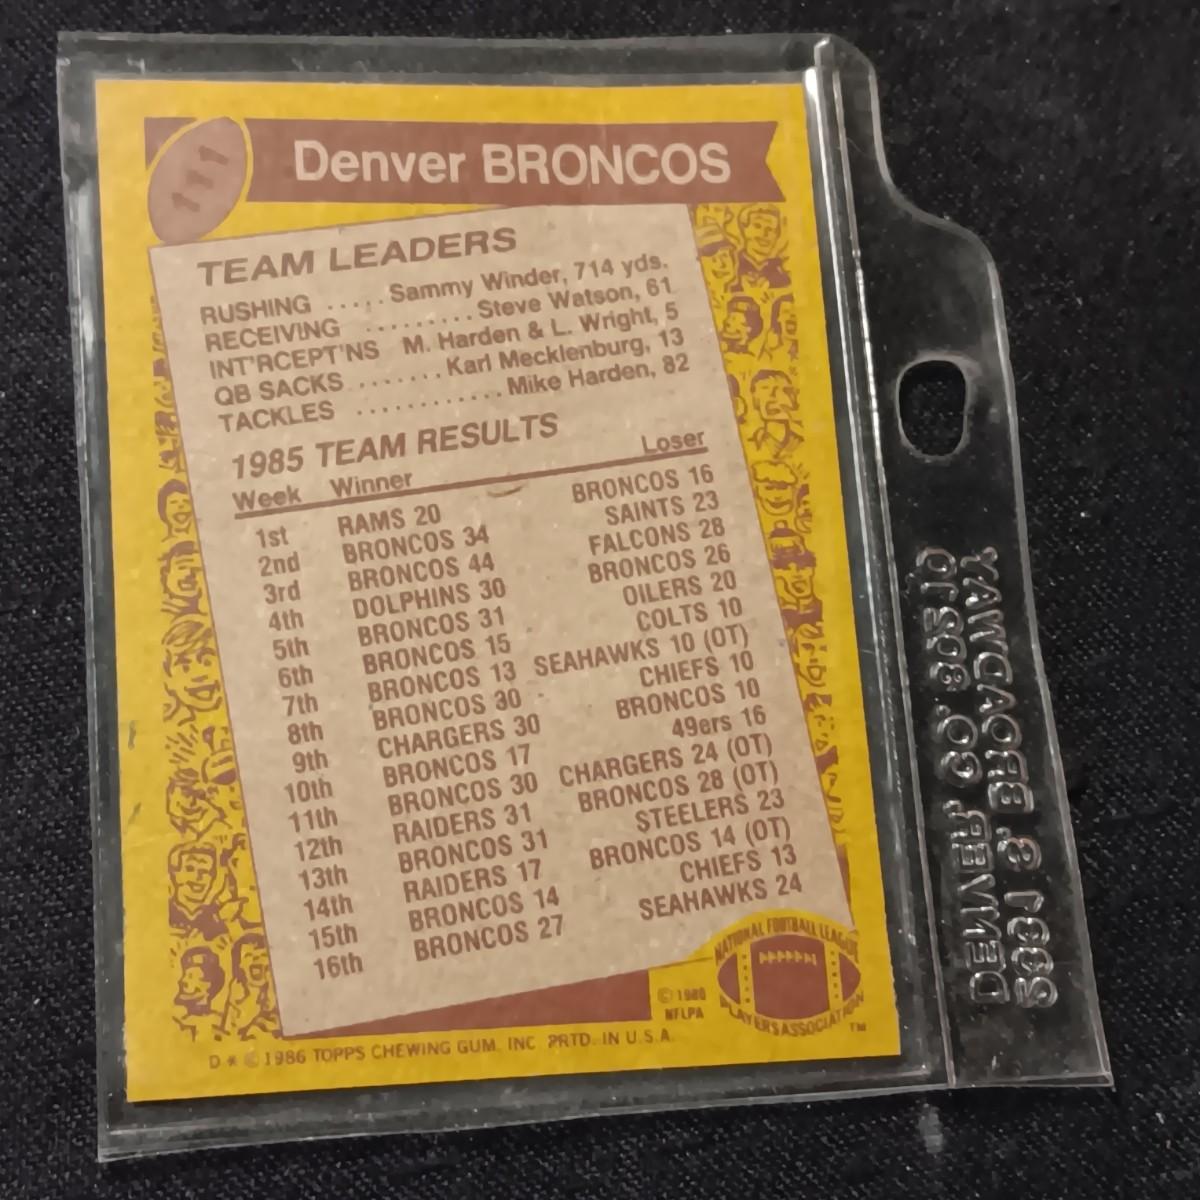 111
Denver BRONCOS
TEAM LEADERS
RUSHING ..... Sammy Winder, 714 yds.
RECEIVING .......... Steve Watson, 61
INT'RCEPT'NS M. Harden & L. Wright, 5
QB SACKS ........ Karl Mecklenburg, 13
TACKLES ............ Mike Harden, 82
1985 TEAM RESULTS
Week Winner Loser
1st RAMS 20 BRONCOS 16
2nd BRONCOS 34 SAINTS 23
3rd BRONCOS 44 FALCONS 28
4th DOLPHINS 30 BRONCOS 26
5th BRONCOS 31 OILERS 20
6th BRONCOS 15 COLTS 10
7th BRONCOS 13 SEAHAWKS 10 (OT)
8th BRONCOS 30 CHIEFS 10
9th CHARGERS 30 BRONCOS 10
10th BRONCOS 17 49ers 16
11th BRONCOS 30 CHARGERS 24 (OT)
12th RAIDERS 31 BRONCOS 28 (OT)
13th BRONCOS 31 STEELERS 23
14th RAIDERS 17 BRONCOS 14 (OT)
15th BRONCOS 14 CHIEFS 13
16th BRONCOS 27 SEAHAWKS 24
NATIONAL FOOTBALL LEAGUE
PLAYERS ASSOCIATION
TM
© 1986
NFLPA
D * © 1986 TOPPS CHEWING GUM, INC. PRTD. IN U.S.A.
DENVER CO.